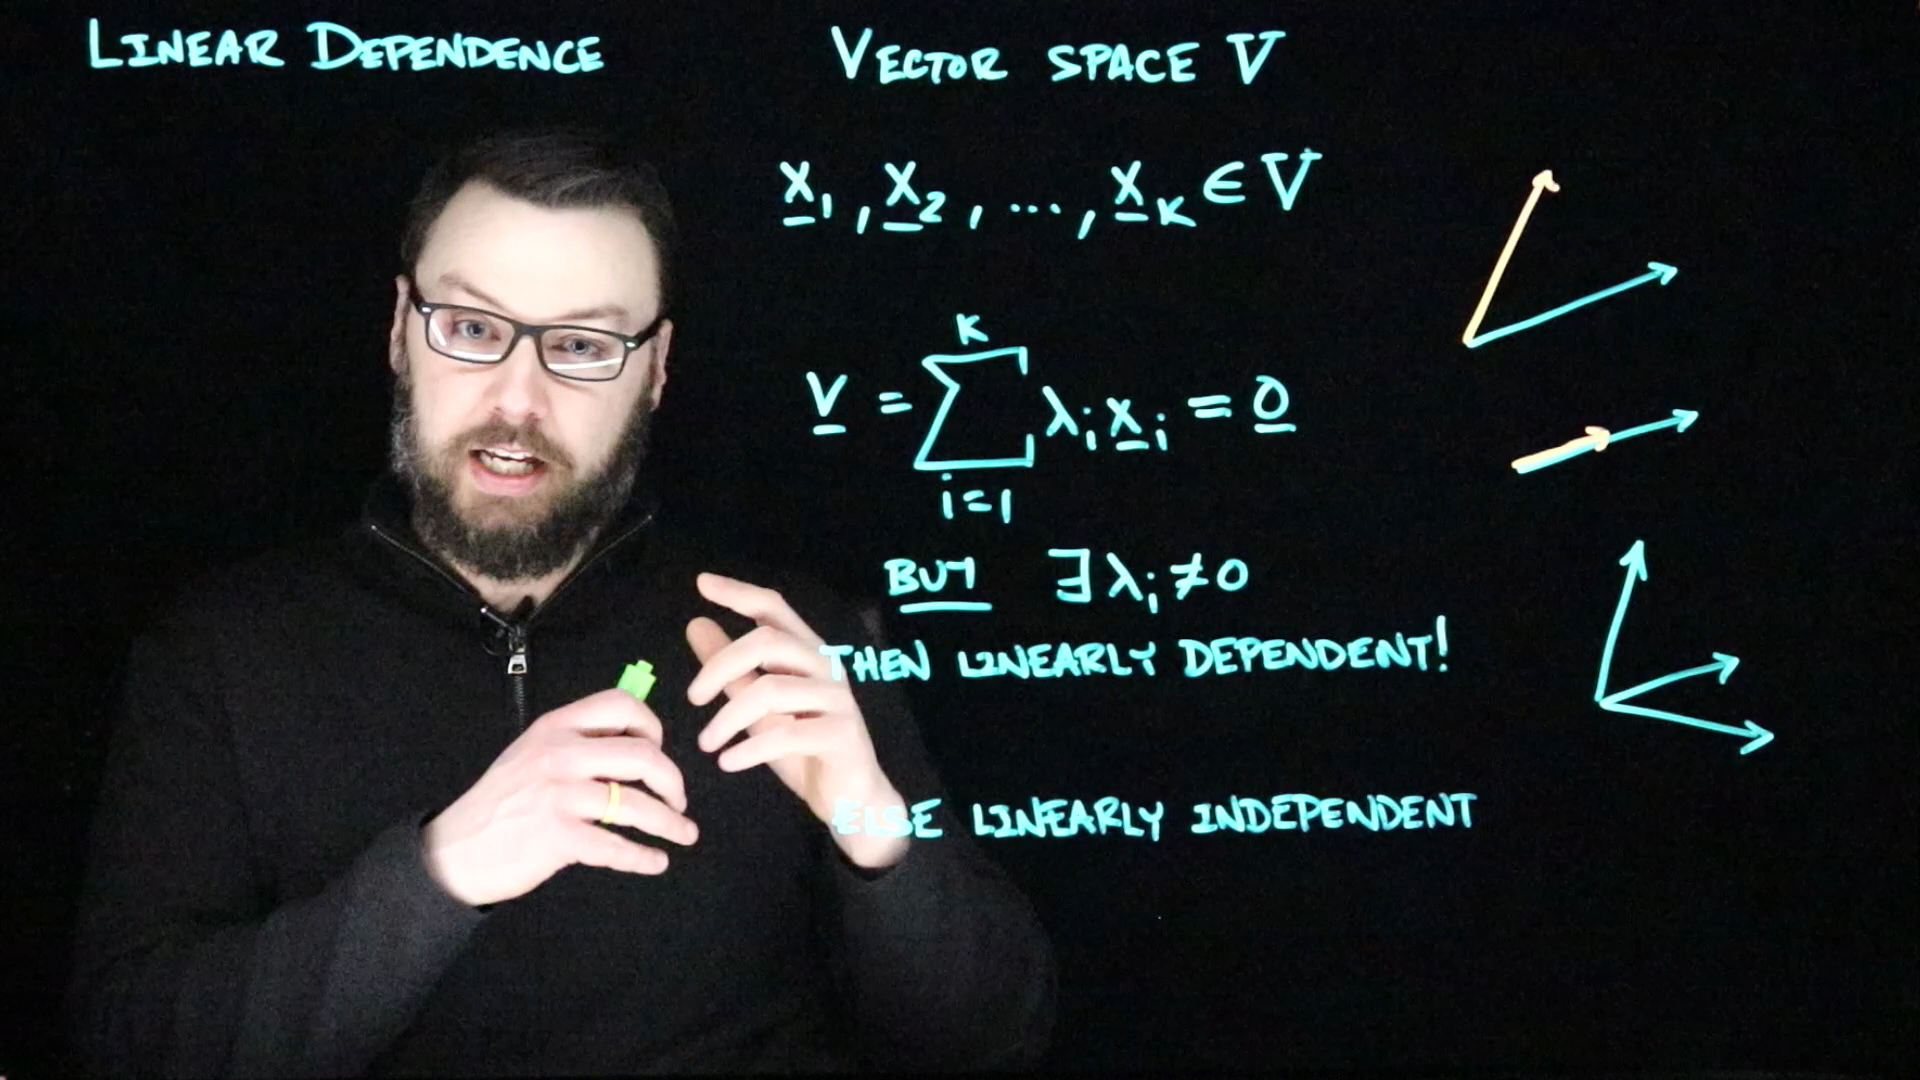 LINEAR DEPENDENCE
VECTOR SPACE V
x₁, x₂, ..., x_K ∈ V
K
v = Σ λᵢ xᵢ = 0
i=1
BUT ∃ λᵢ ≠ 0
THEN LINEARLY DEPENDENT!
ELSE LINEARLY INDEPENDENT